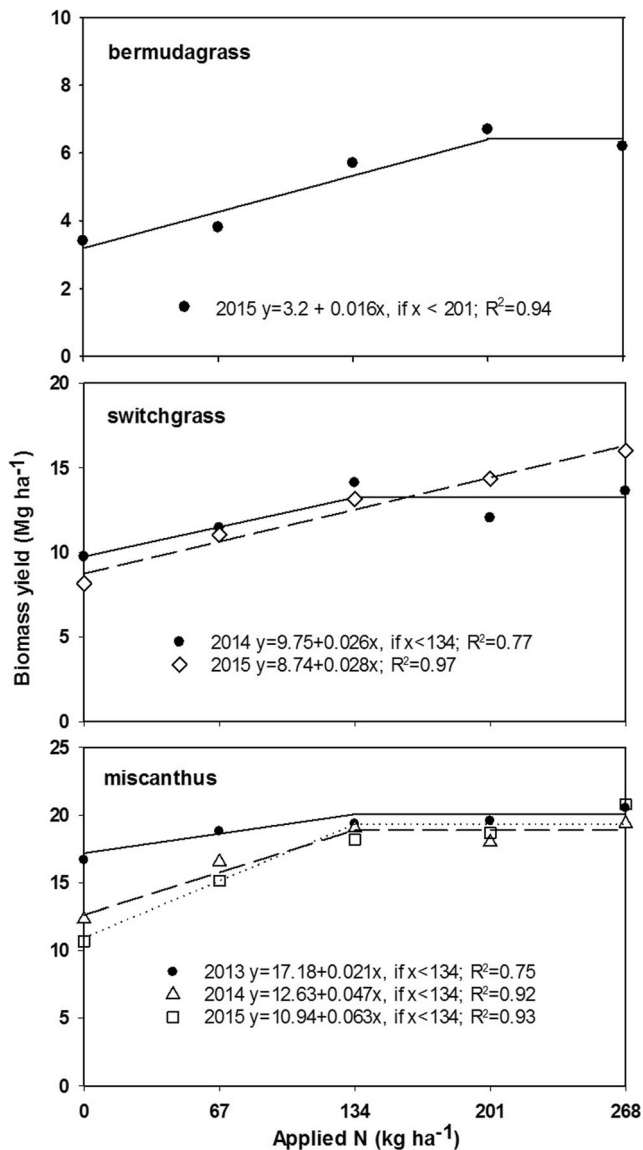 10
bermudagrass
8
6
4
2
2015 y=3.2 + 0.016x, if x < 201; R²=0.94
0
20
switchgrass
15
10
5
2014 y=9.75+0.026x, if x<134; R²=0.77
2015 y=8.74+0.028x; R²=0.97
0
Biomass yield (Mg ha⁻¹)
25
miscanthus
20
15
10
2013 y=17.18+0.021x, if x<134; R²=0.75
2014 y=12.63+0.047x, if x<134; R²=0.92
2015 y=10.94+0.063x, if x<134; R²=0.93
5
0
0 67 134 201 268
Applied N (kg ha⁻¹)